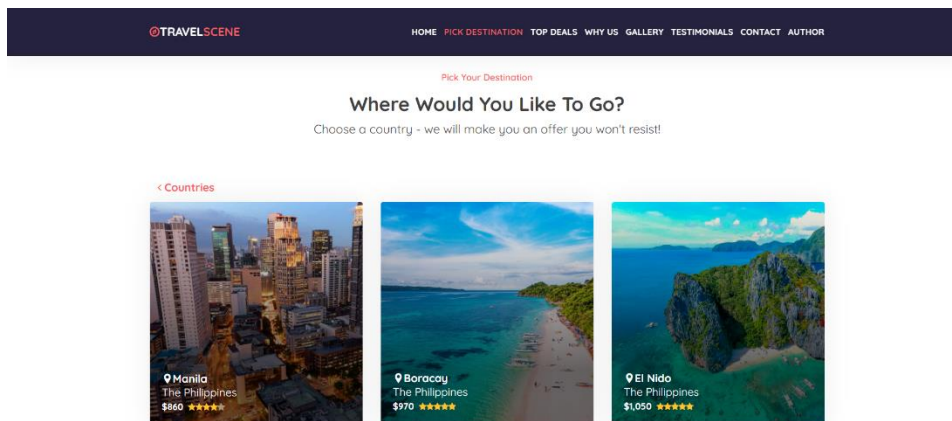 TRAVELSCENE
HOME PICK DESTINATION TOP DEALS WHY US GALLERY TESTIMONIALS CONTACT AUTHOR
Pick Your Destination
Where Would You Like To Go?
Choose a country - we will make you an offer you won't resist!
< Countries
Manila
The Philippines
$860
Boracay
The Philippines
$970
El Nido
The Philippines
$1,050